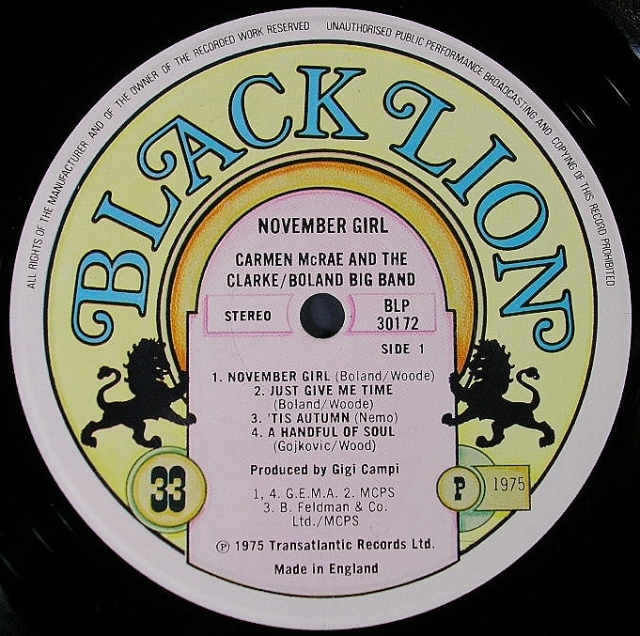 ALL RIGHTS OF THE MANUFACTURER AND OF THE OWNER OF THE RECORDED WORK RESERVED UNAUTHORISED PUBLIC PERFORMANCE BROADCASTING AND COPYING OF THIS RECORD PROHIBITED
BLACK LION
NOVEMBER GIRL
CARMEN McRAE AND THE
CLARKE/BOLAND BIG BAND
STEREO
BLP
30172
SIDE 1
1. NOVEMBER GIRL (Boland/Woode)
2. JUST GIVE ME TIME
(Boland/Woode)
3. 'TIS AUTUMN (Nemo)
4. A HANDFUL OF SOUL
(Gojkovic/Wood)
Produced by Gigi Campi
33
P 1975
1, 4. G.E.M.A. 2. MCPS
3. B. Feldman & Co.
Ltd./MCPS
℗ 1975 Transatlantic Records Ltd.
Made in England